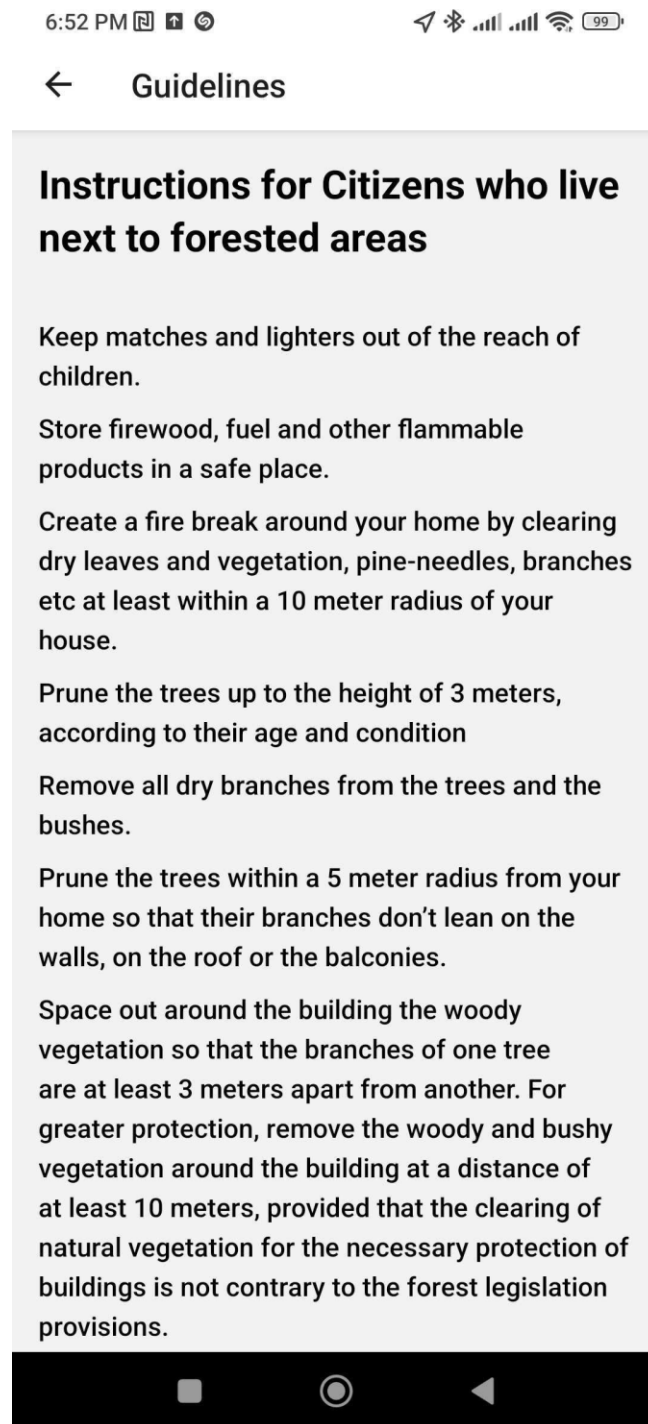 6:52 PM
99
Guidelines
Instructions for Citizens who live
next to forested areas
Keep matches and lighters out of the reach of
children.
Store firewood, fuel and other flammable
products in a safe place.
Create a fire break around your home by clearing
dry leaves and vegetation, pine-needles, branches
etc at least within a 10 meter radius of your
house.
Prune the trees up to the height of 3 meters,
according to their age and condition
Remove all dry branches from the trees and the
bushes.
Prune the trees within a 5 meter radius from your
home so that their branches don’t lean on the
walls, on the roof or the balconies.
Space out around the building the woody
vegetation so that the branches of one tree
are at least 3 meters apart from another. For
greater protection, remove the woody and bushy
vegetation around the building at a distance of
at least 10 meters, provided that the clearing of
natural vegetation for the necessary protection of
buildings is not contrary to the forest legislation
provisions.